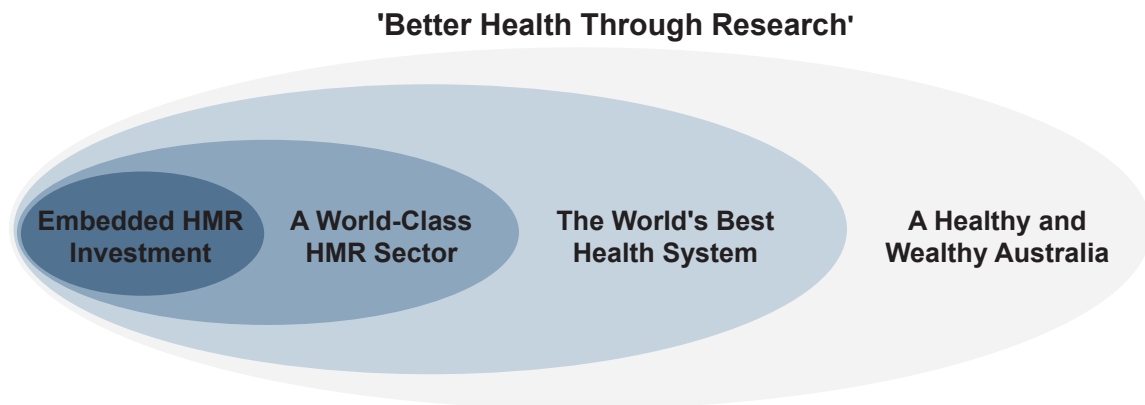 'Better Health Through Research'
Embedded HMR
Investment
A World-Class
HMR Sector
The World's Best
Health System
A Healthy and
Wealthy Australia